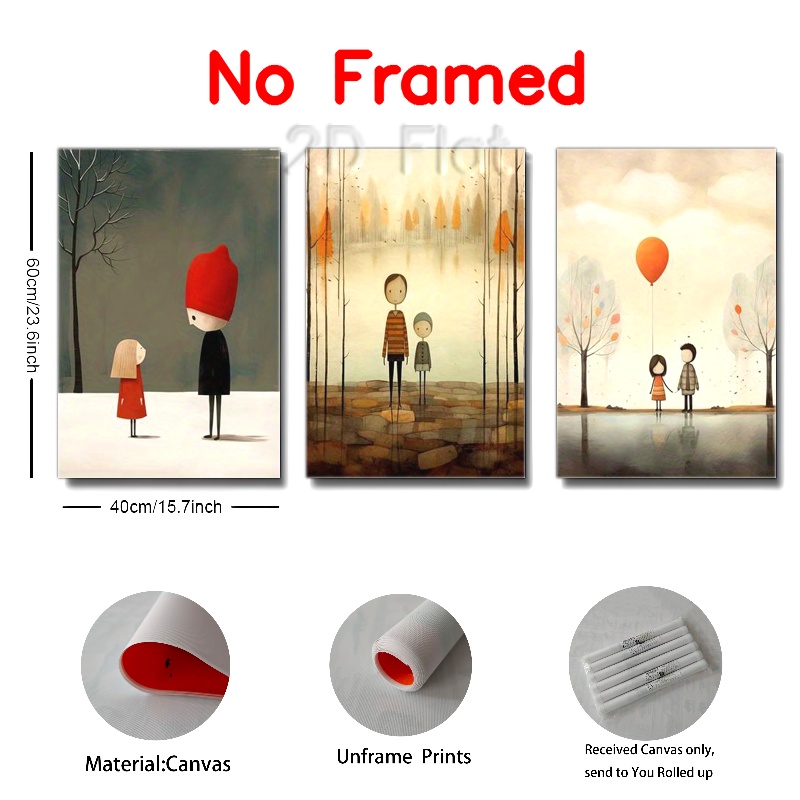 No Framed
2D Flat
60cm/23.6inch
40cm/15.7inch
Material:Canvas
Unframe Prints
Received Canvas only,
send to You Rolled up